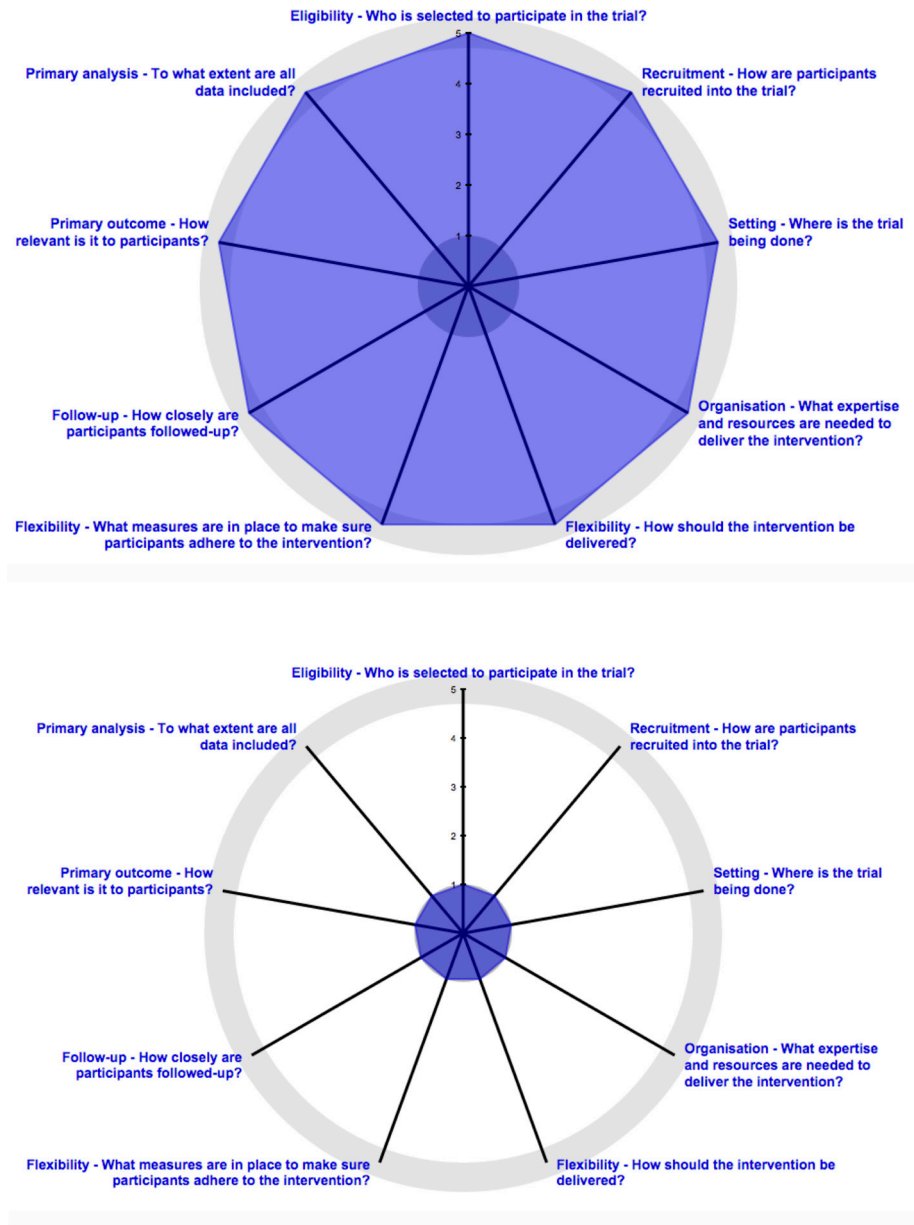 Eligibility - Who is selected to participate in the trial?
5
Primary analysis - To what extent are all
data included?
Recruitment - How are participants
recruited into the trial?
4
3
2
Primary outcome - How
relevant is it to participants?
Setting - Where is the trial
being done?
1
Follow-up - How closely are
participants followed-up?
Organisation - What expertise
and resources are needed to
deliver the intervention?
Flexibility - What measures are in place to make sure
participants adhere to the intervention?
Flexibility - How should the intervention be
delivered?
Eligibility - Who is selected to participate in the trial?
5
Primary analysis - To what extent are all
data included?
Recruitment - How are participants
recruited into the trial?
4
3
2
Primary outcome - How
relevant is it to participants?
Setting - Where is the trial
being done?
1
Follow-up - How closely are
participants followed-up?
Organisation - What expertise
and resources are needed to
deliver the intervention?
Flexibility - What measures are in place to make sure
participants adhere to the intervention?
Flexibility - How should the intervention be
delivered?